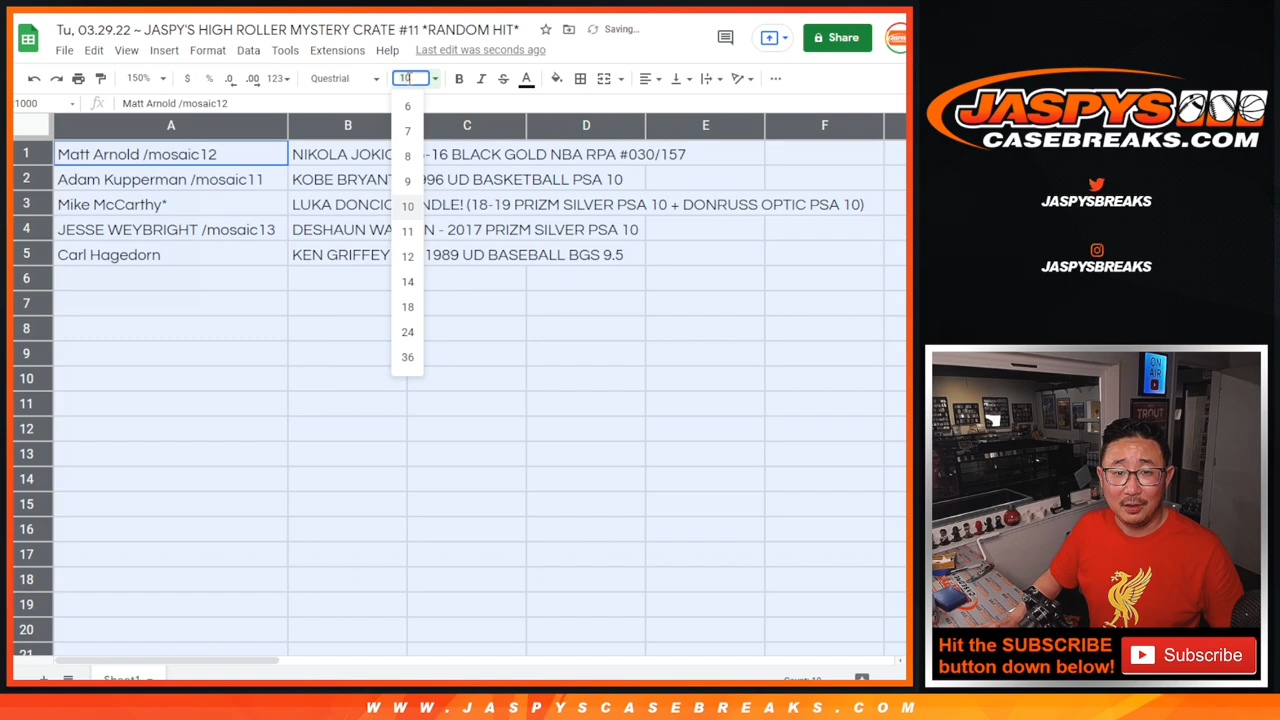 Tu, 03.29.22 ~ JASPY'S HIGH ROLLER MYSTERY CRATE #11 *RANDOM HIT*
Saving...
File Edit View Insert Format Data Tools Extensions Help Last edit was seconds ago
Share
150% $ % .0 .00 123 Questrial 10 B I S A
1000 fx Matt Arnold /mosaic12
A B C D E F
1 Matt Arnold /mosaic12 NIKOLA JOKIC -16 BLACK GOLD NBA RPA #030/157
2 Adam Kupperman /mosaic11 KOBE BRYANT 996 UD BASKETBALL PSA 10
3 Mike McCarthy* LUKA DONCIC NDLE! (18-19 PRIZM SILVER PSA 10 + DONRUSS OPTIC PSA 10)
4 JESSE WEYBRIGHT /mosaic13 DESHAUN WA N - 2017 PRIZM SILVER PSA 10
5 Carl Hagedorn KEN GRIFFEY 1989 UD BASEBALL BGS 9.5
6
7
8
9
10
11
12
13
14
15
16
17
18
19
20
21
6
7
8
9
10
11
12
14
18
24
36
Sheet1
JASPYS
CASEBREAKS.COM
JASPYSBREAKS
JASPYSBREAKS
ON AIR
TROUT
Hit the SUBSCRIBE
button down below!
Subscribe
WWW.JASPYSCASEBREAKS.COM